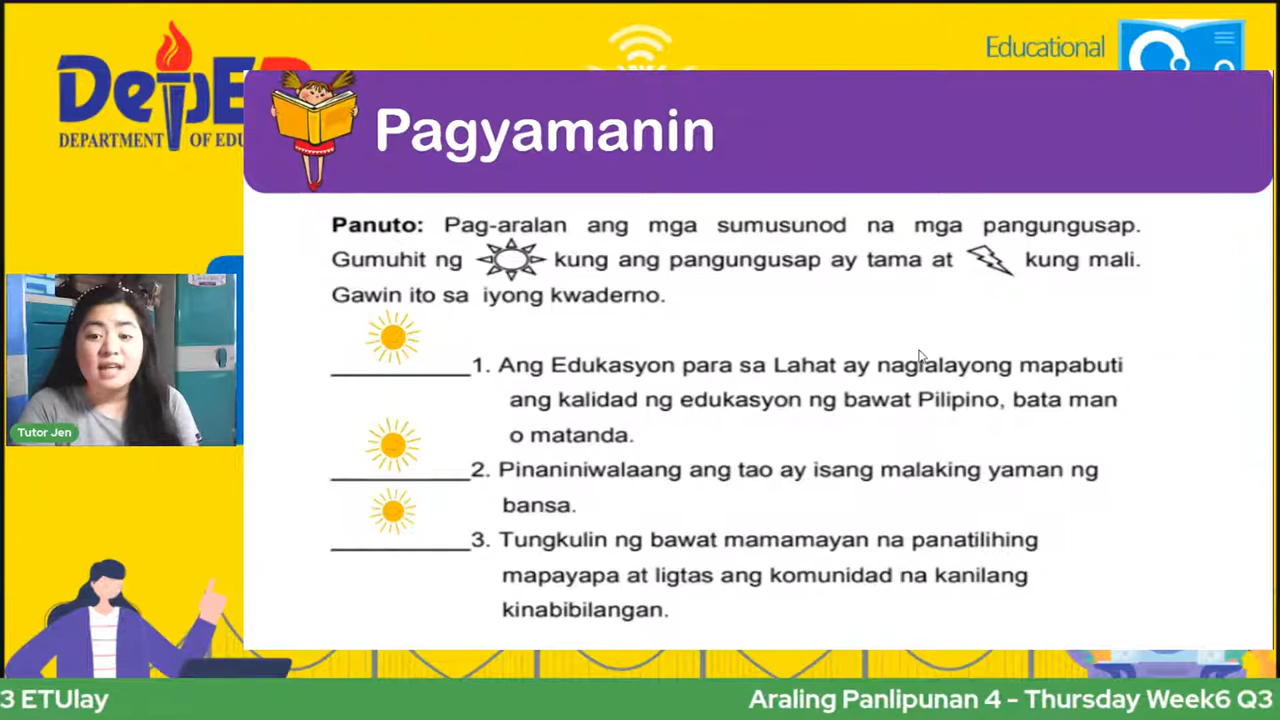 Educational
DepED
DEPARTMENT OF EDU
Pagyamanin
Panuto: Pag-aralan ang mga sumusunod na mga pangungusap.
Gumuhit ng kung ang pangungusap ay tama at kung mali.
Gawin ito sa iyong kwaderno.
1. Ang Edukasyon para sa Lahat ay naglalayong mapabuti
ang kalidad ng edukasyon ng bawat Pilipino, bata man
o matanda.
2. Pinaniniwalaang ang tao ay isang malaking yaman ng
bansa.
3. Tungkulin ng bawat mamamayan na panatilihing
mapayapa at ligtas ang komunidad na kanilang
kinabibilangan.
Tutor Jen
3 ETUlay
Araling Panlipunan 4 - Thursday Week6 Q3